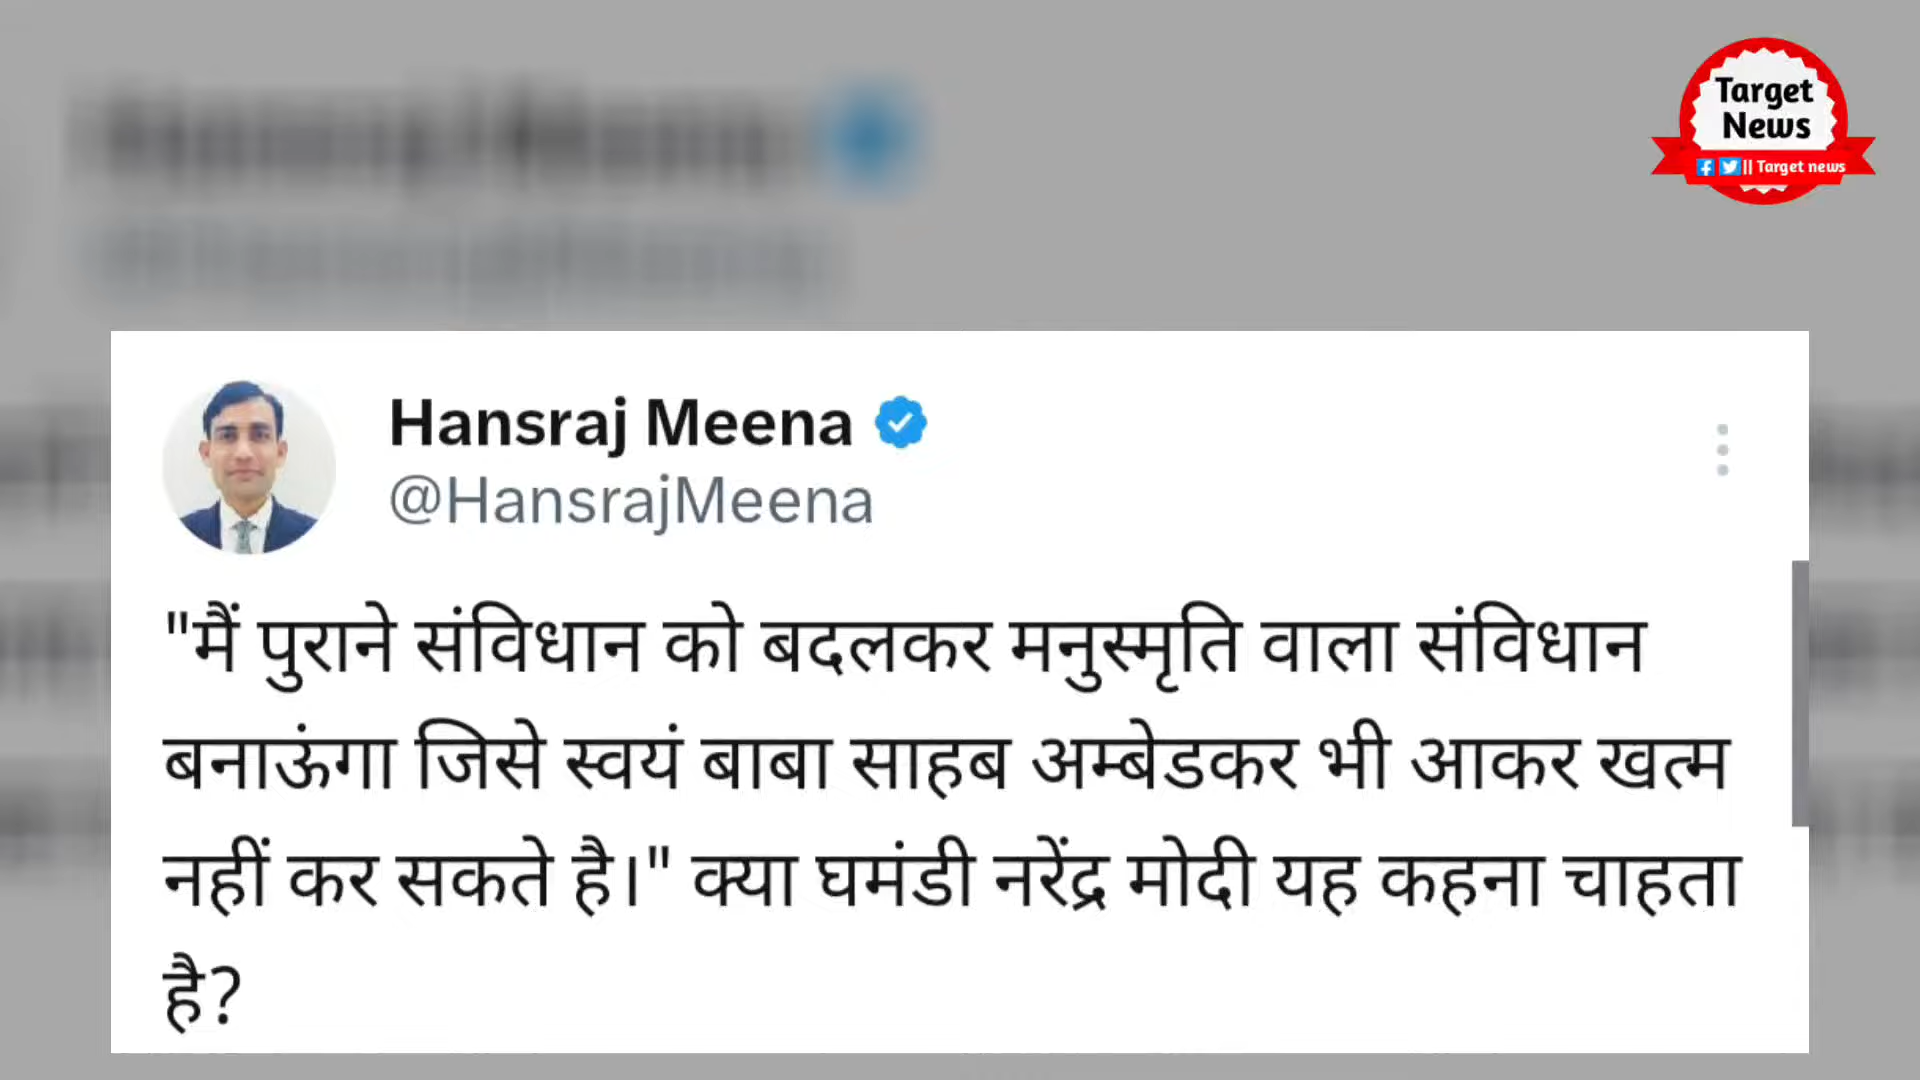 Target
News
|| Target news
Hansraj Meena
@HansrajMeena
"मैं पुराने संविधान को बदलकर मनुस्मृति वाला संविधान
बनाऊंगा जिसे स्वयं बाबा साहब अम्बेडकर भी आकर खत्म
नहीं कर सकते है।" क्या घमंडी नरेंद्र मोदी यह कहना चाहता
है?